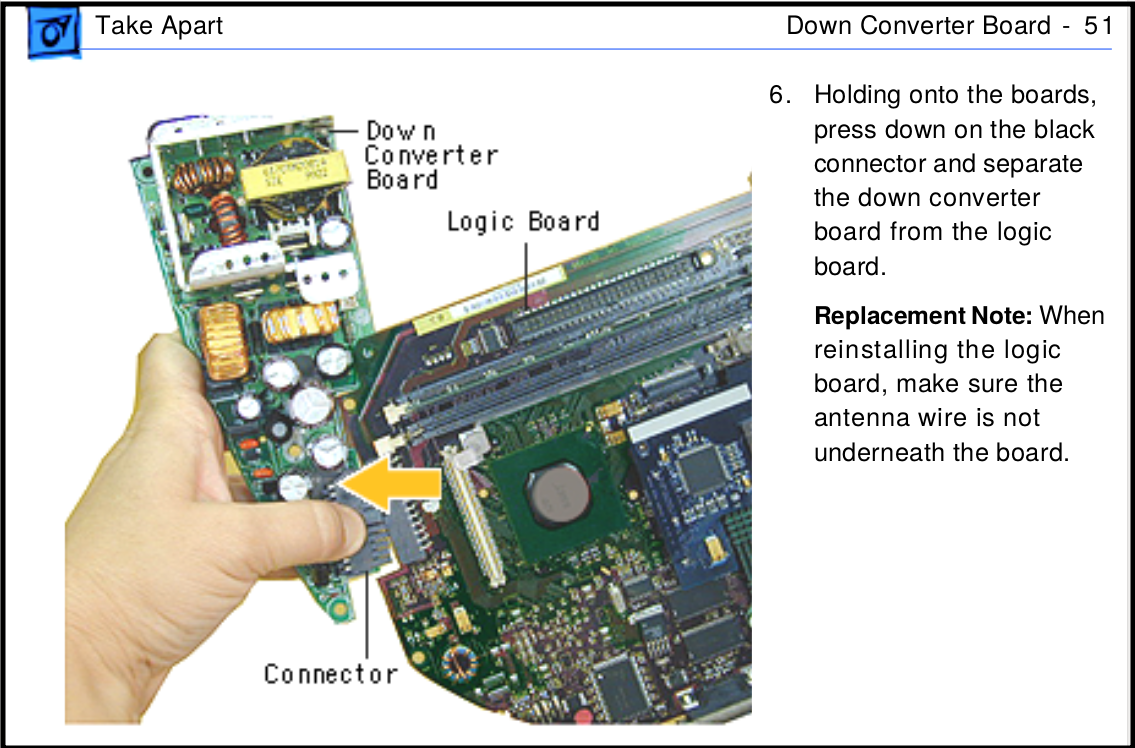 Take Apart
Down Converter Board - 51
Down
Converter
Board
Logic Board
Connector
6. Holding onto the boards,
press down on the black
connector and separate
the down converter
board from the logic
board.
Replacement Note: When
reinstalling the logic
board, make sure the
antenna wire is not
underneath the board.